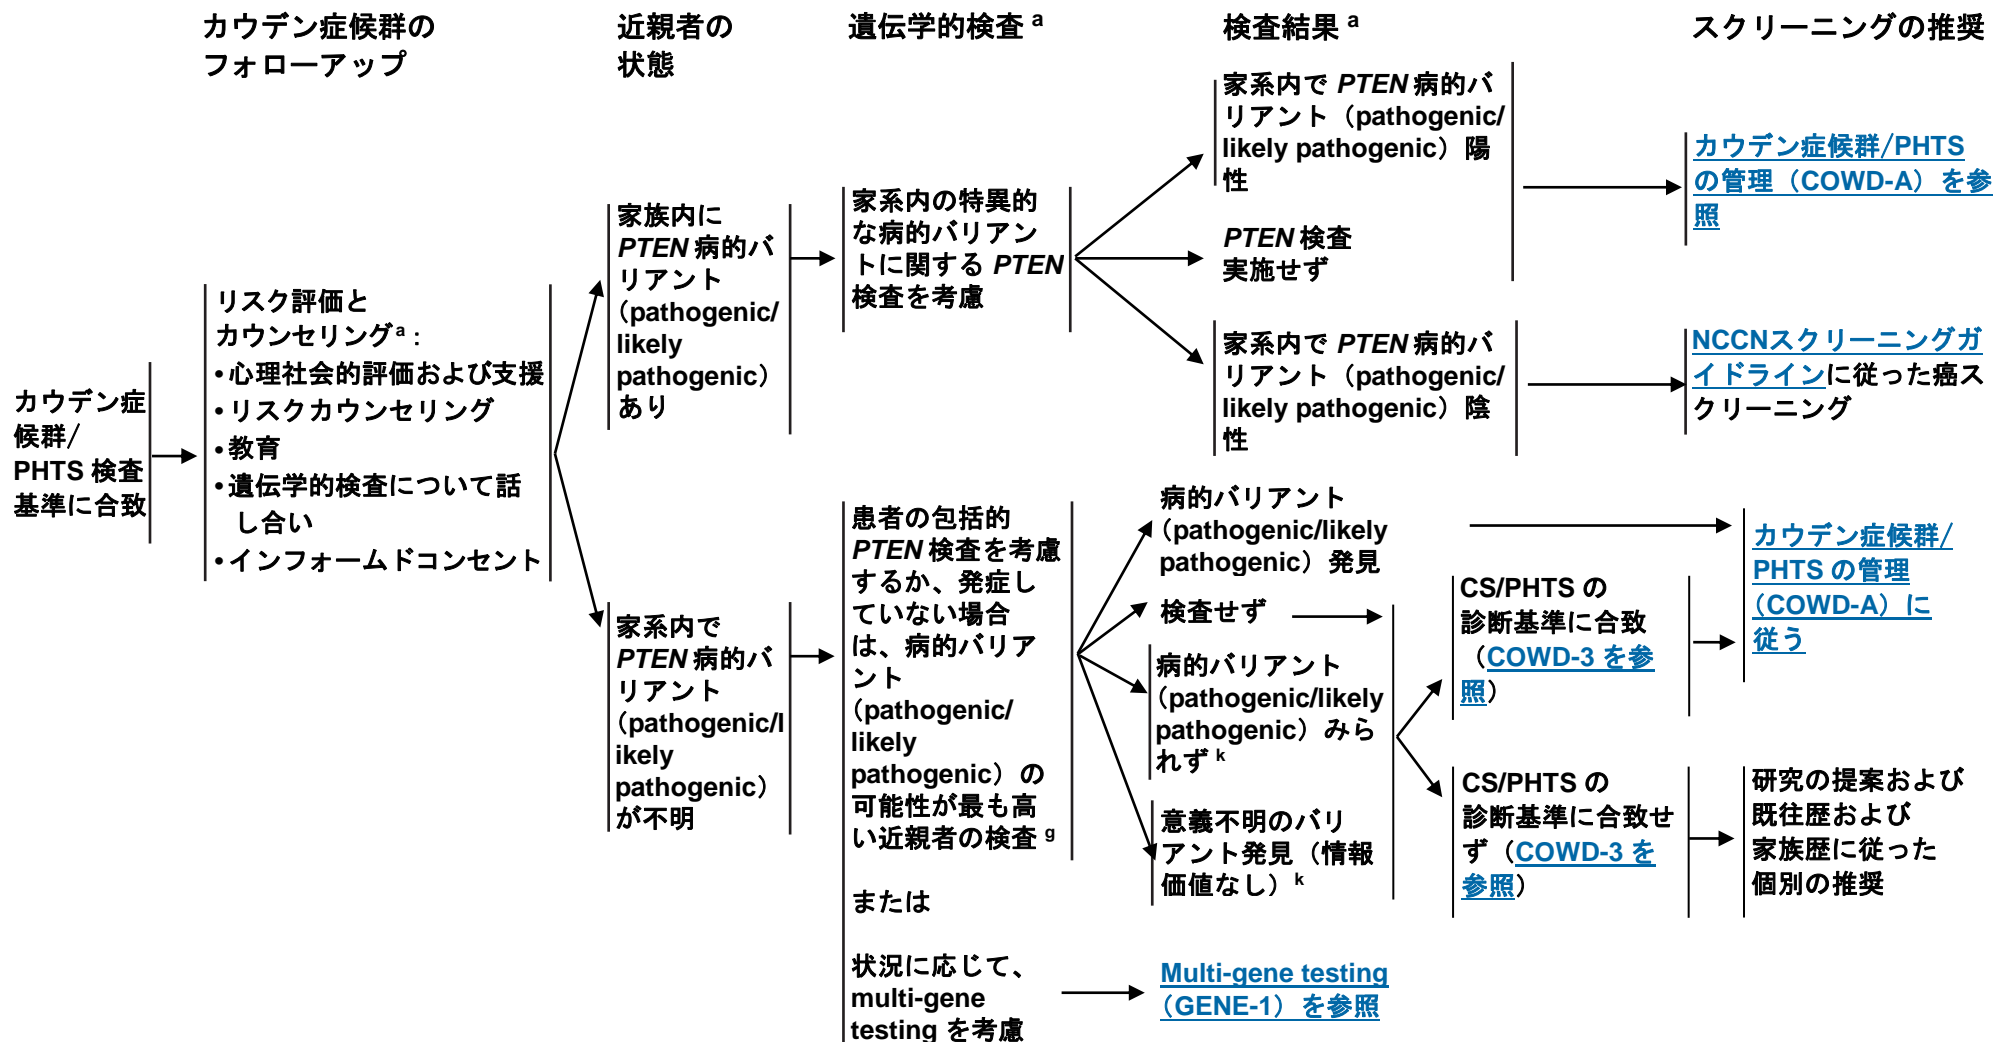 カウデン症候群の
フォローアップ
近親者の
状態
遺伝学的検査 a
検査結果 a
スクリーニングの推奨
カウデン症
候群/
PHTS 検査
基準に合致
リスク評価と
カウンセリング a：
• 心理社会的評価および支援
• リスクカウンセリング
• 教育
• 遺伝学的検査について話
し合い
• インフォームドコンセント
家族内に
PTEN 病的バ
リアント
（pathogenic/
likely
pathogenic）
あり
家系内の特異的
な病的バリアン
トに関する PTEN
検査を考慮
家系内で PTEN 病的バ
リアント（pathogenic/
likely pathogenic）陽
性
PTEN 検査
実施せず
カウデン症候群/PHTS
の管理（COWD-A）を参
照
家系内で PTEN 病的バ
リアント（pathogenic/
likely pathogenic）陰
性
NCCNスクリーニングガ
イドラインに従った癌ス
クリーニング
家系内で
PTEN 病的バ
リアント
（pathogenic/l
ikely
pathogenic）
が不明
患者の包括的
PTEN 検査を考慮
するか、発症し
ていない場合
は、病的バリア
ント
（pathogenic/
likely
pathogenic）の
可能性が最も高
い近親者の検査 g
または
状況に応じて、
multi-gene
testing を考慮
病的バリアント
（pathogenic/likely
pathogenic）発見
検査せず
病的バリアント
（pathogenic/likely
pathogenic）みら
れず k
意義不明のバリ
アント発見（情報
価値なし）k
Multi-gene testing
（GENE-1）を参照
CS/PHTS の
診断基準に合致
（COWD-3 を参
照）
CS/PHTS の
診断基準に合致せ
ず（COWD-3 を
参照）
カウデン症候群/
PHTS の管理
（COWD-A）に
従う
研究の提案および
既往歴および
家族歴に従った
個別の推奨